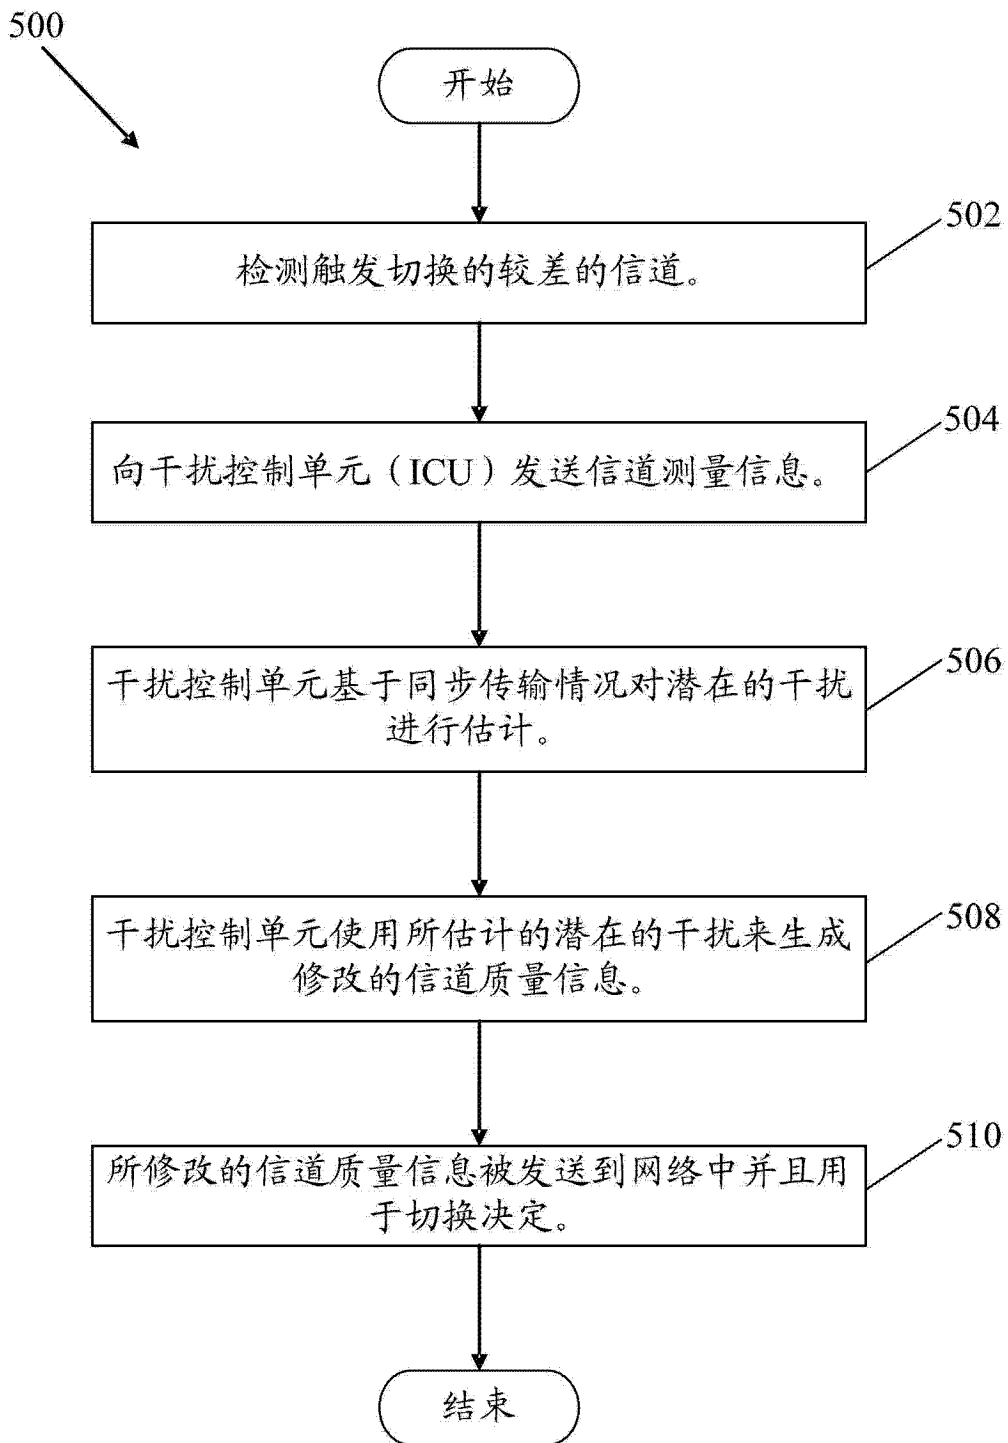 500
开始
502
检测触发切换的较差的信道。
504
向干扰控制单元（ICU）发送信道测量信息。
506
干扰控制单元基于同步传输情况对潜在的干扰
进行估计。
508
干扰控制单元使用所估计的潜在的干扰来生成
修改的信道质量信息。
510
所修改的信道质量信息被发送到网络中并且用
于切换决定。
结束